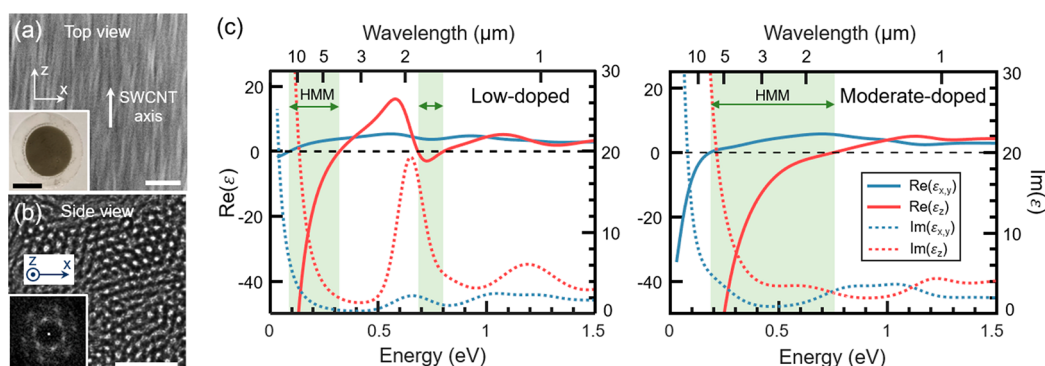 (a)
Top view
z
x
SWCNT
axis
(b)
Side view
z
x
(c)
Wavelength (μm)
10 5 3 2 1
20
0
-20
-40
Re(ε)
HMM
Low-doped
30
20
10
0
0 0.5 1 1.5
Energy (eV)
Wavelength (μm)
10 5 3 2 1
20
0
-20
-40
HMM
Moderate-doped
Re(εx,y)
Re(εz)
Im(εx,y)
Im(εz)
30
20
10
0
Im(ε)
0 0.5 1 1.5
Energy (eV)